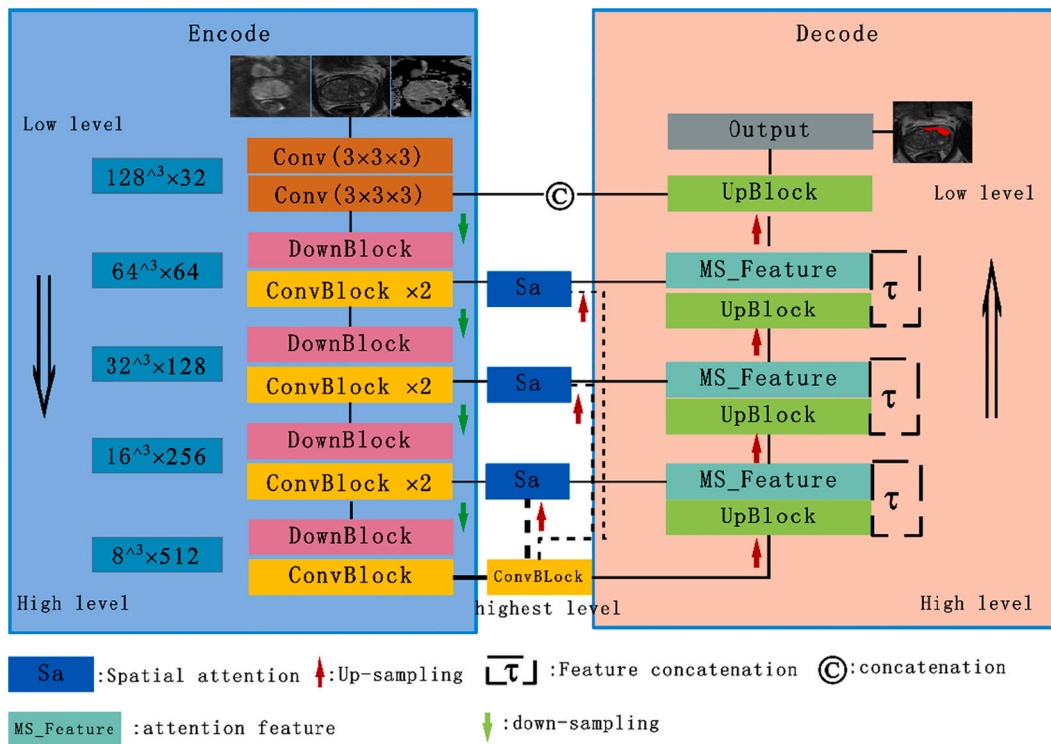 Encode
Decode
Low level
Output
128^3×32
Conv(3×3×3)
Conv(3×3×3)
©
UpBlock
Low level
64^3×64
DownBlock
ConvBlock ×2
Sa
MS_Feature
UpBlock
τ
32^3×128
DownBlock
ConvBlock ×2
Sa
MS_Feature
UpBlock
τ
16^3×256
DownBlock
ConvBlock ×2
Sa
MS_Feature
UpBlock
τ
8^3×512
DownBlock
ConvBlock
ConvBLock
highest level
High level
High level
Sa :Spatial attention :Up-sampling τ :Feature concatenation ©:concatenation
MS_Feature :attention feature :down-sampling